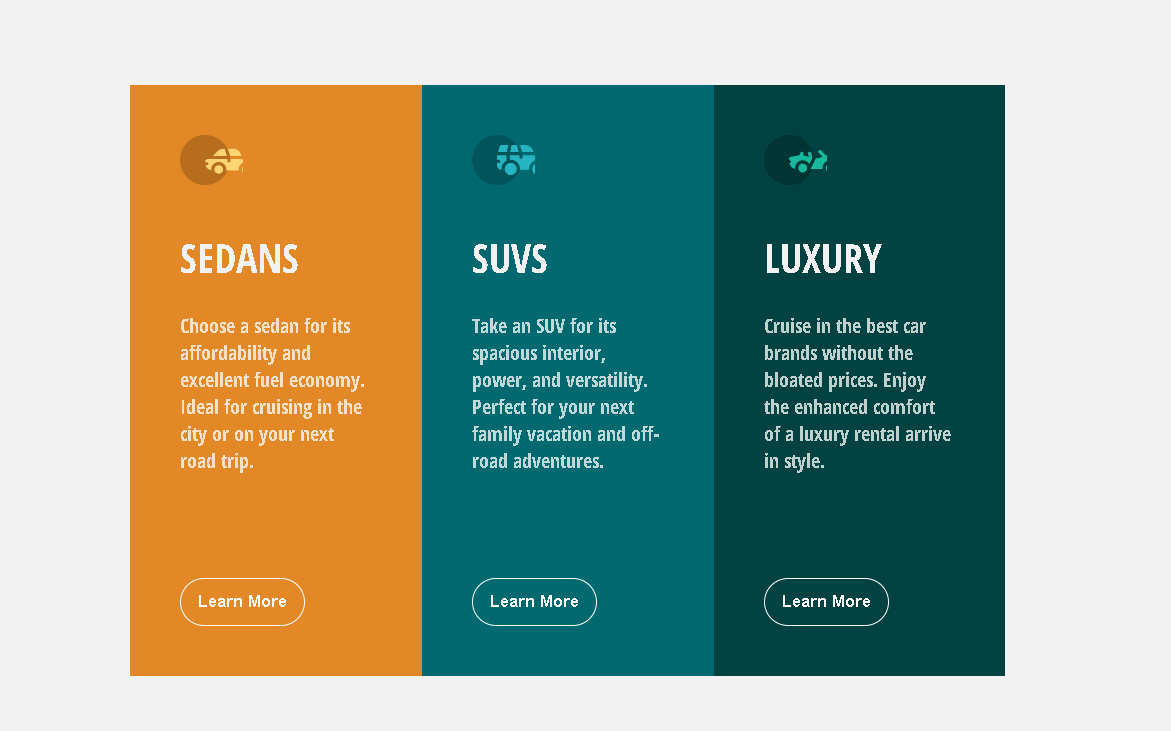 SEDANS
Choose a sedan for its
affordability and
excellent fuel economy.
Ideal for cruising in the
city or on your next
road trip.
Learn More
SUVS
Take an SUV for its
spacious interior,
power, and versatility.
Perfect for your next
family vacation and off-
road adventures.
Learn More
LUXURY
Cruise in the best car
brands without the
bloated prices. Enjoy
the enhanced comfort
of a luxury rental arrive
in style.
Learn More